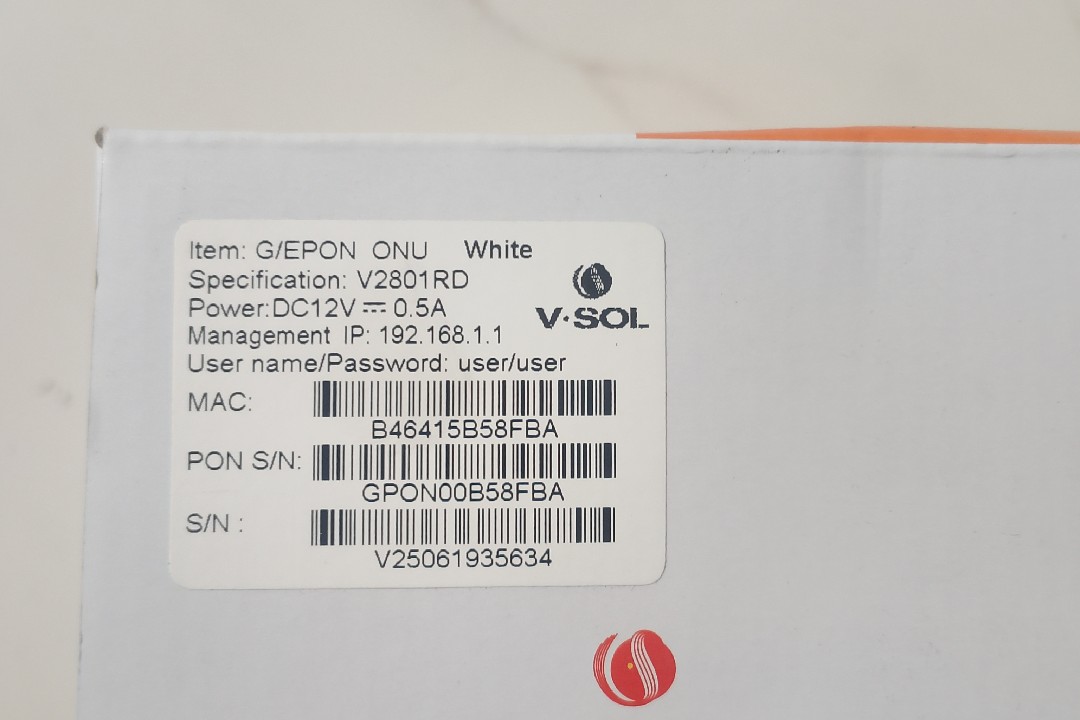 Item: G/EPON ONU White
Specification: V2801RD
Power:DC12V ⎓ 0.5A
V·SOL
Management IP: 192.168.1.1
User name/Password: user/user
MAC:
B46415B58FBA
PON S/N:
GPON00B58FBA
S/N :
V25061935634